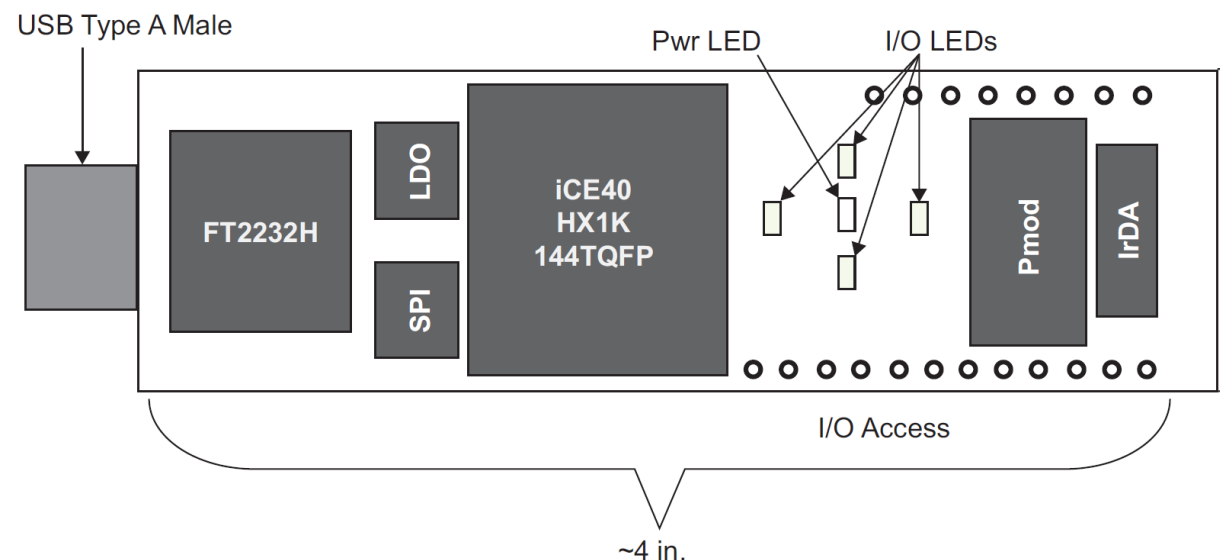 USB Type A Male
Pwr LED
I/O LEDs
FT2232H
LDO
SPI
iCE40
HX1K
144TQFP
Pmod
IrDA
I/O Access
~4 in.